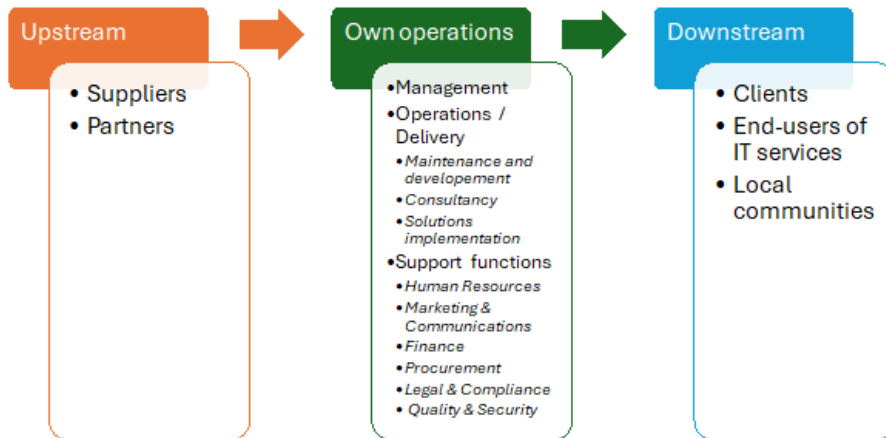 Upstream
• Suppliers
• Partners
Own operations
•Management
•Operations /
Delivery
•Maintenance and
developement
•Consultancy
•Solutions
implementation
•Support functions
•Human Resources
•Marketing &
Communications
•Finance
•Procurement
•Legal & Compliance
• Quality & Security
Downstream
• Clients
• End-users of
IT services
• Local
communities